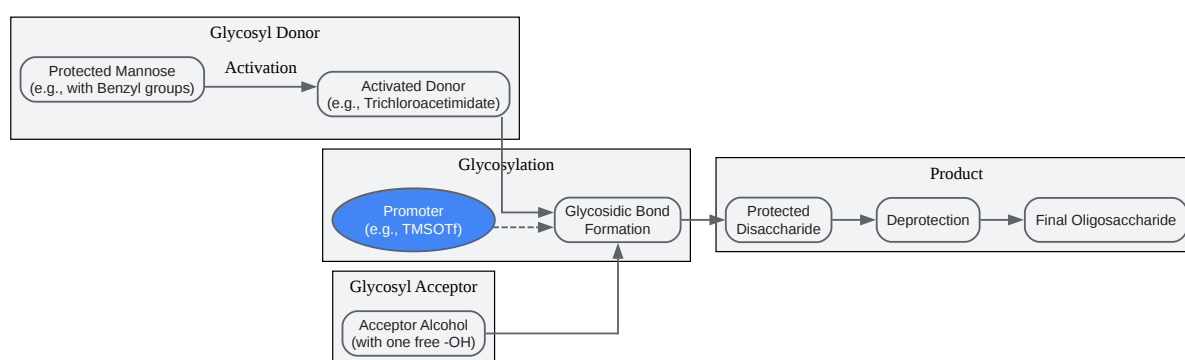 Glycosyl Donor
Protected Mannose
(e.g., with Benzyl groups)
Activation
Activated Donor
(e.g., Trichloroacetimidate)
Glycosylation
Promoter
(e.g., TMSOTf)
Glycosidic Bond
Formation
Product
Protected
Disaccharide
Deprotection
Final Oligosaccharide
Glycosyl Acceptor
Acceptor Alcohol
(with one free -OH)